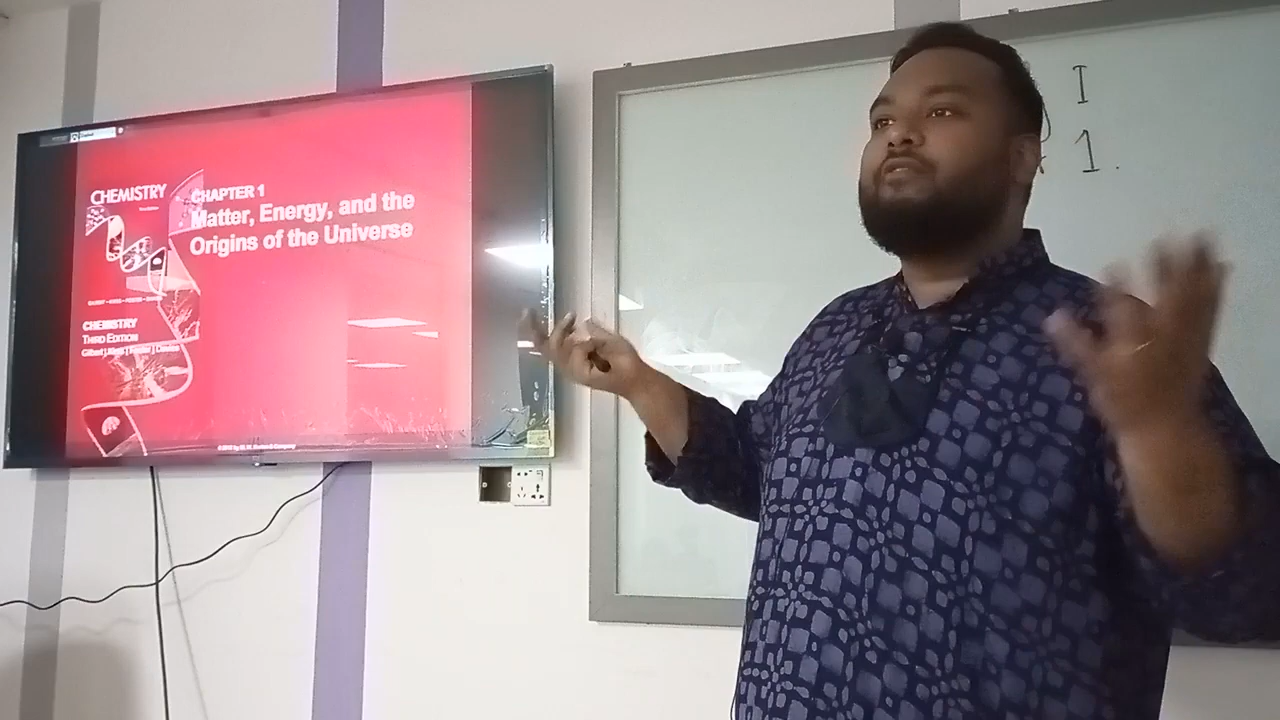 CHEMISTRY
CHAPTER 1
Matter, Energy, and the
Origins of the Universe
CHEMISTRY
THIRD EDITION
I
1.